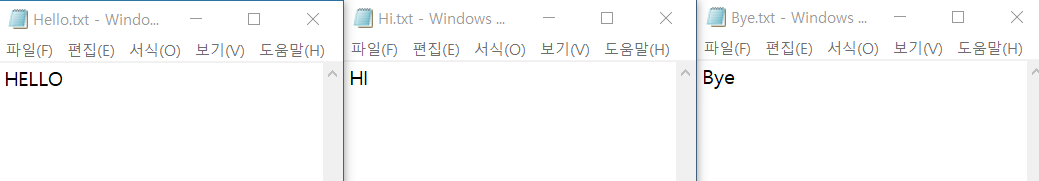 Hello.txt - Windo...
파일(F) 편집(E) 서식(O) 보기(V) 도움말(H)
HELLO
Hi.txt - Windows ...
파일(F) 편집(E) 서식(O) 보기(V) 도움말(H)
HI
Bye.txt - Windows ...
파일(F) 편집(E) 서식(O) 보기(V) 도움말(H)
Bye